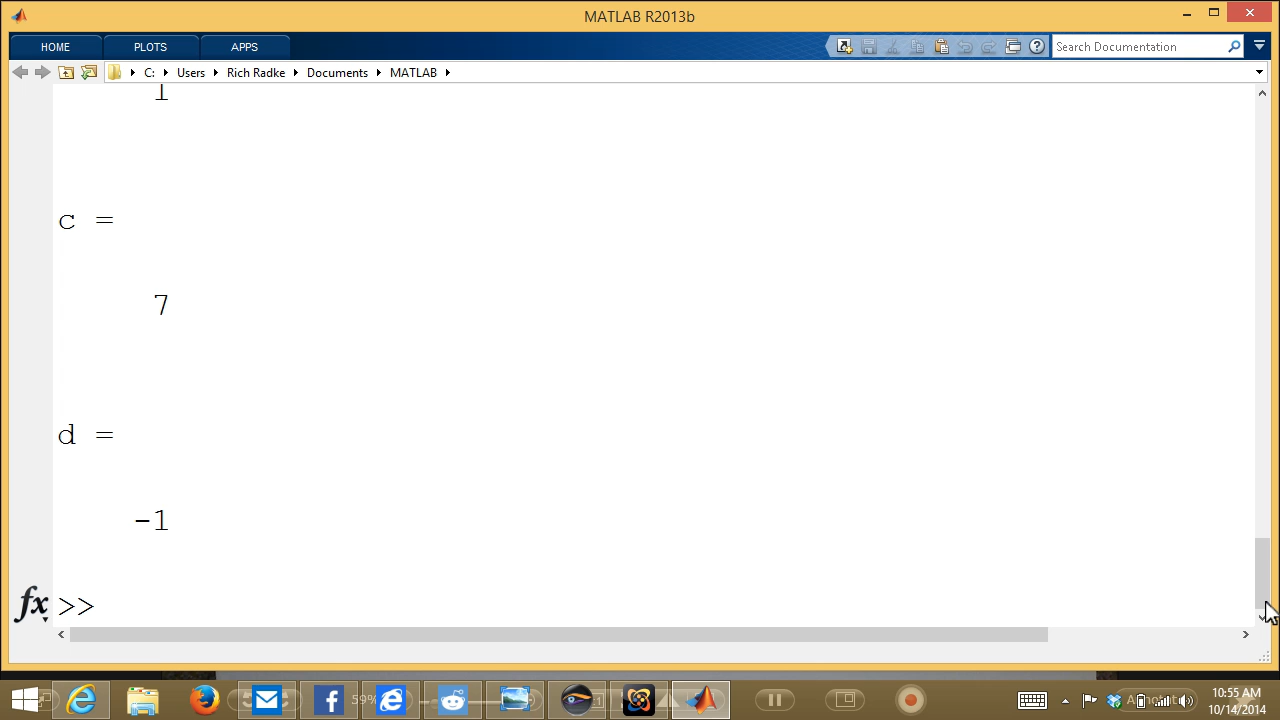 MATLAB R2013b
HOME PLOTS APPS
Search Documentation
C: Users Rich Radke Documents MATLAB
1
c =
7
d =
-1
fx >>
59%
10:55 AM
10/14/2014